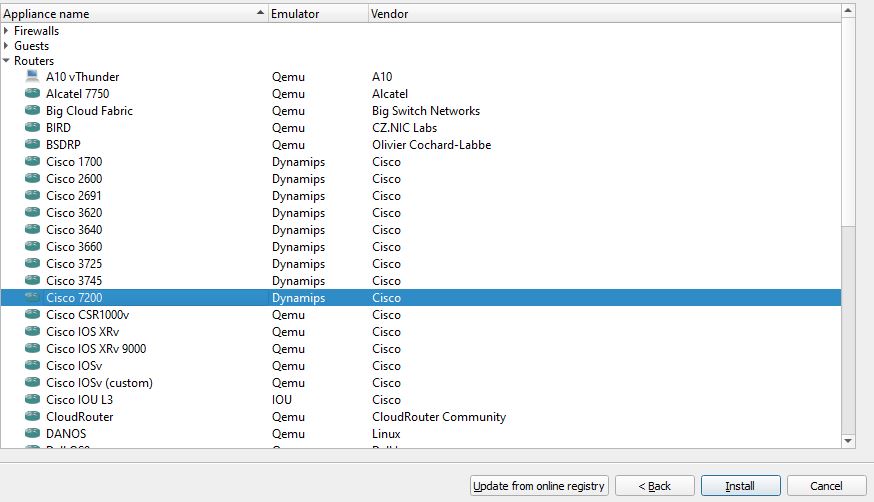 Appliance name Emulator Vendor
Firewalls
Guests
Routers
A10 vThunder Qemu A10
Alcatel 7750 Qemu Alcatel
Big Cloud Fabric Qemu Big Switch Networks
BIRD Qemu CZ.NIC Labs
BSDRP Qemu Olivier Cochard-Labbe
Cisco 1700 Dynamips Cisco
Cisco 2600 Dynamips Cisco
Cisco 2691 Dynamips Cisco
Cisco 3620 Dynamips Cisco
Cisco 3640 Dynamips Cisco
Cisco 3660 Dynamips Cisco
Cisco 3725 Dynamips Cisco
Cisco 3745 Dynamips Cisco
Cisco 7200 Dynamips Cisco
Cisco CSR1000v Qemu Cisco
Cisco IOS XRv Qemu Cisco
Cisco IOS XRv 9000 Qemu Cisco
Cisco IOSv Qemu Cisco
Cisco IOSv (custom) Qemu Cisco
Cisco IOU L3 IOU Cisco
CloudRouter Qemu CloudRouter Community
DANOS Qemu Linux
Update from online registry < Back Install Cancel